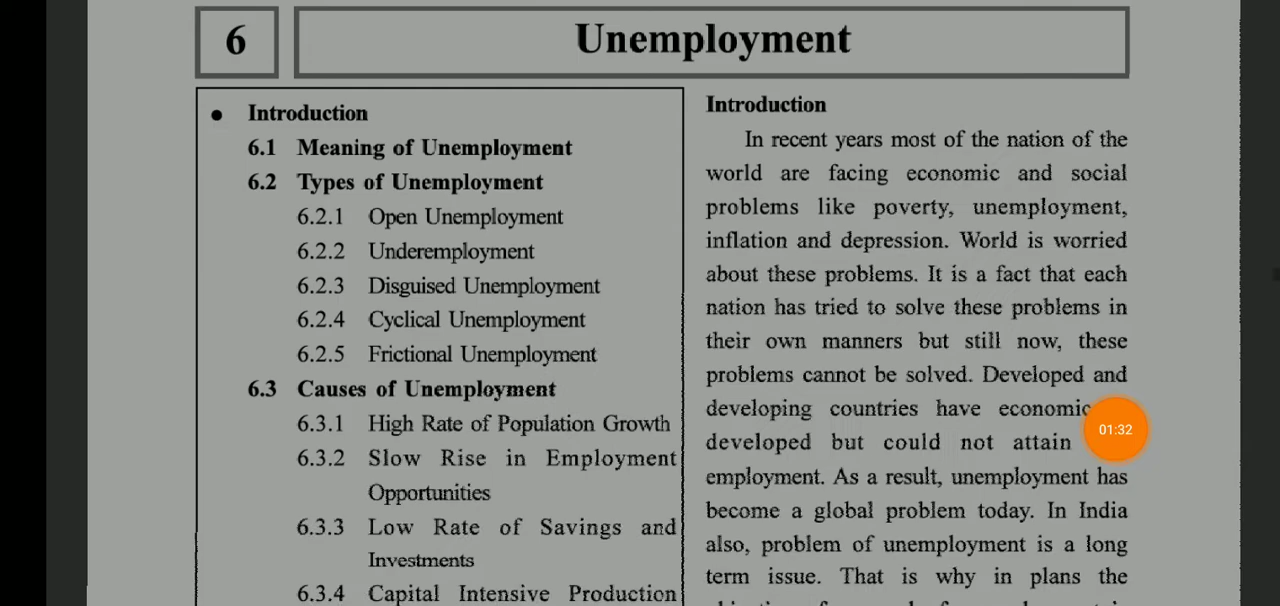 6
Unemployment
● Introduction
6.1 Meaning of Unemployment
6.2 Types of Unemployment
6.2.1 Open Unemployment
6.2.2 Underemployment
6.2.3 Disguised Unemployment
6.2.4 Cyclical Unemployment
6.2.5 Frictional Unemployment
6.3 Causes of Unemployment
6.3.1 High Rate of Population Growth
6.3.2 Slow Rise in Employment
Opportunities
6.3.3 Low Rate of Savings and
Investments
6.3.4 Capital Intensive Production
Introduction
In recent years most of the nation of the
world are facing economic and social
problems like poverty, unemployment,
inflation and depression. World is worried
about these problems. It is a fact that each
nation has tried to solve these problems in
their own manners but still now, these
problems cannot be solved. Developed and
developing countries have economic
developed but could not attain
employment. As a result, unemployment has
become a global problem today. In India
also, problem of unemployment is a long
term issue. That is why in plans the
01:32